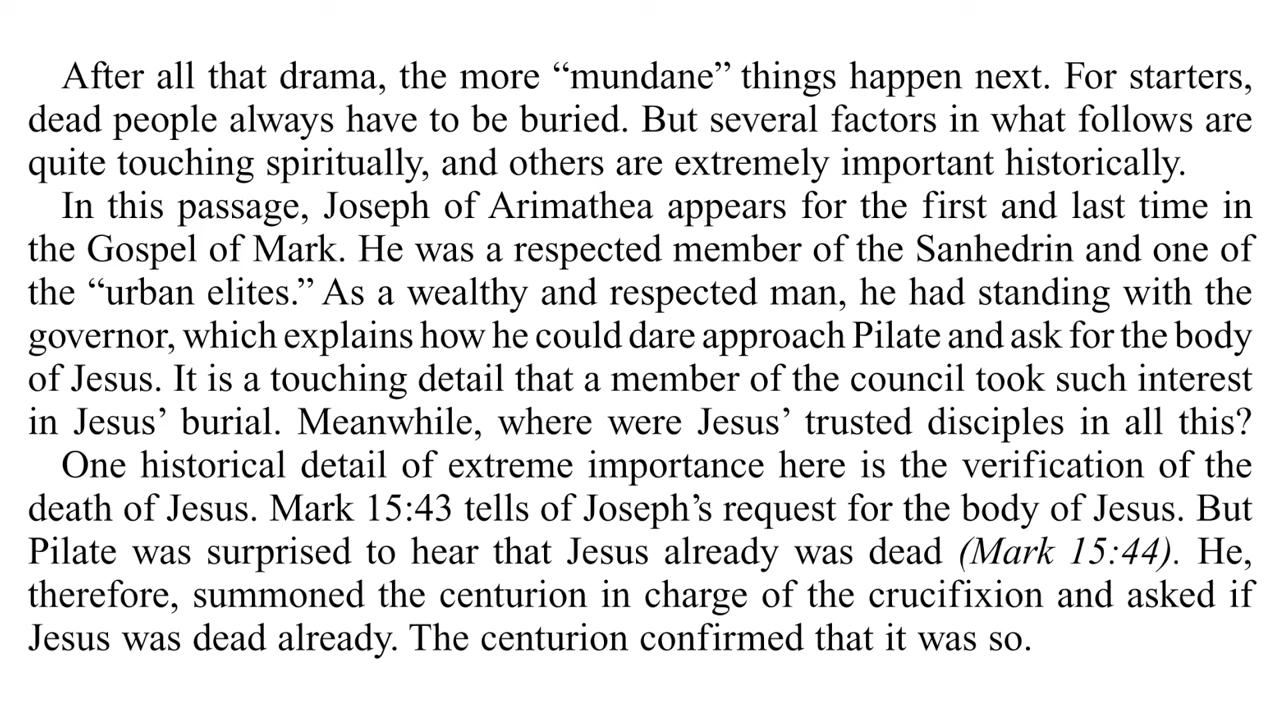 After all that drama, the more “mundane” things happen next. For starters,
dead people always have to be buried. But several factors in what follows are
quite touching spiritually, and others are extremely important historically.
In this passage, Joseph of Arimathea appears for the first and last time in
the Gospel of Mark. He was a respected member of the Sanhedrin and one of
the “urban elites.” As a wealthy and respected man, he had standing with the
governor, which explains how he could dare approach Pilate and ask for the body
of Jesus. It is a touching detail that a member of the council took such interest
in Jesus’ burial. Meanwhile, where were Jesus’ trusted disciples in all this?
One historical detail of extreme importance here is the verification of the
death of Jesus. Mark 15:43 tells of Joseph’s request for the body of Jesus. But
Pilate was surprised to hear that Jesus already was dead (Mark 15:44). He,
therefore, summoned the centurion in charge of the crucifixion and asked if
Jesus was dead already. The centurion confirmed that it was so.